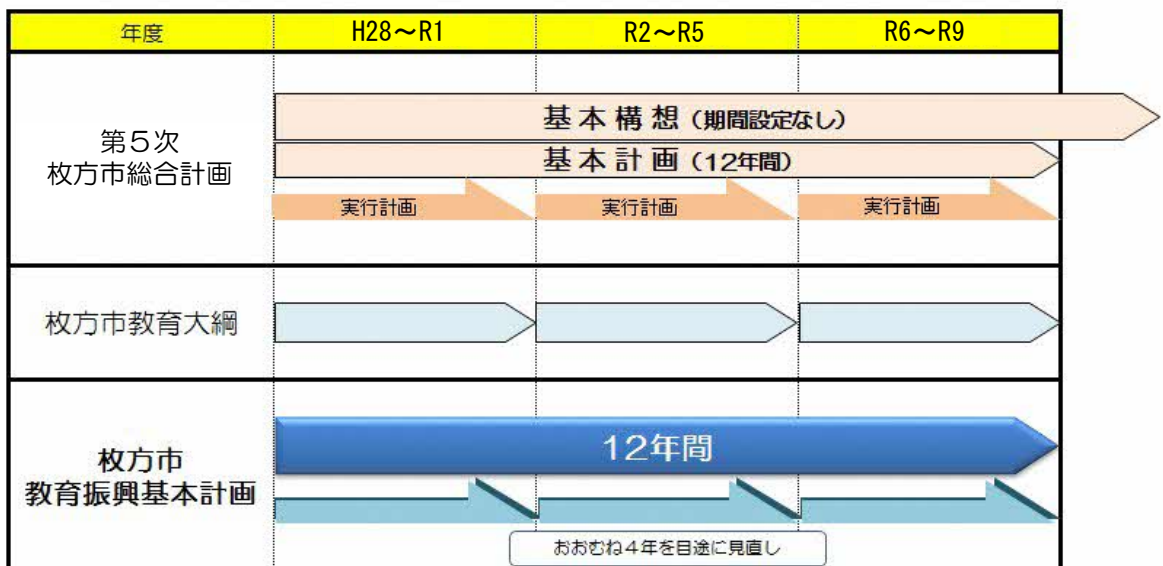 年度 H28～R1 R2～R5 R6～R9
第5次
枚方市総合計画
基本構想（期間設定なし）
基本計画（12年間）
実行計画 実行計画 実行計画
枚方市教育大綱
枚方市
教育振興基本計画
12年間
おおむね4年を目途に見直し